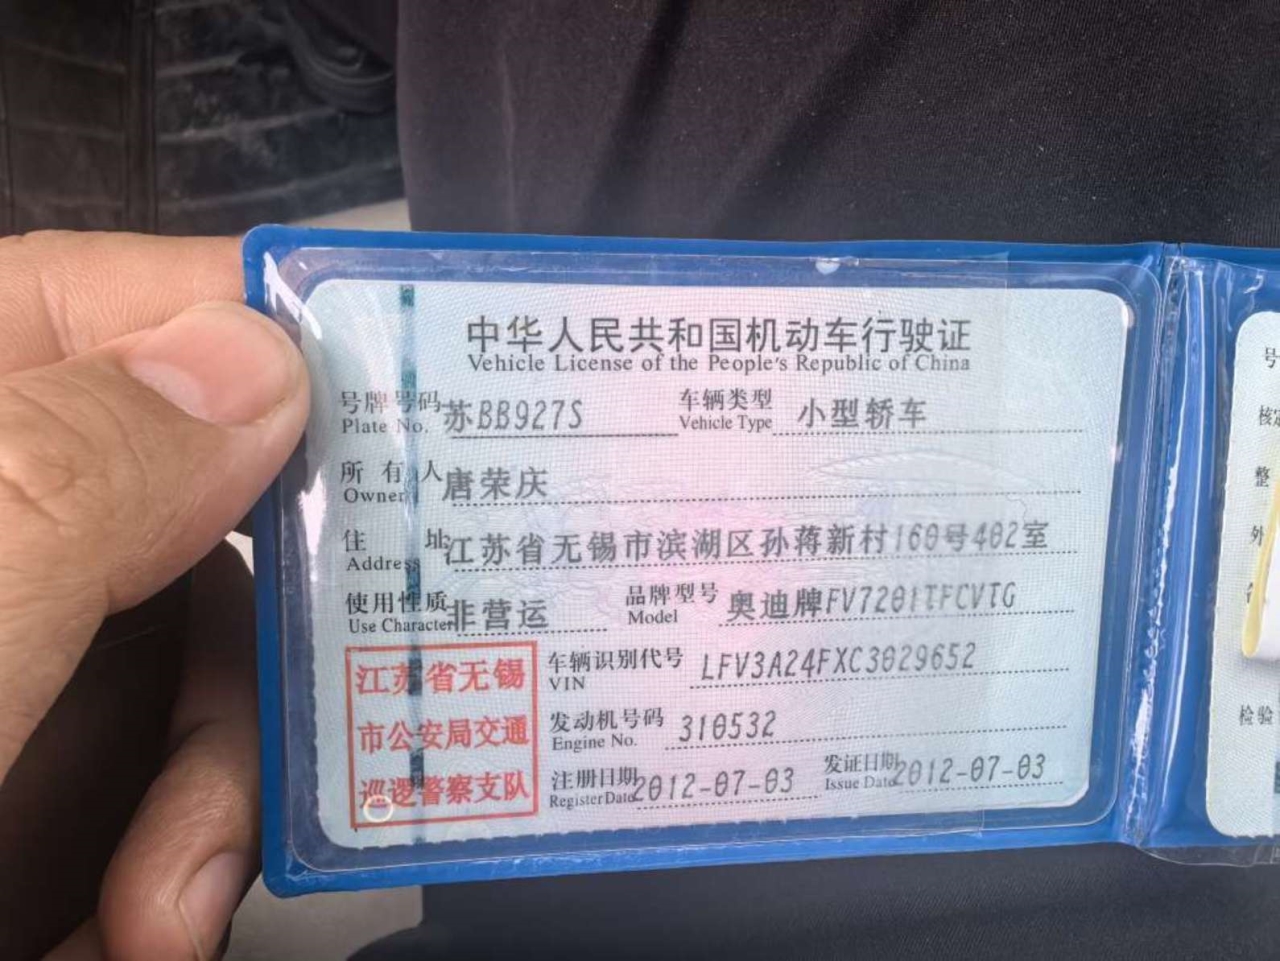 中华人民共和国机动车行驶证
Vehicle License of the People's Republic of China
号牌号码 苏BB927S 车辆类型 小型轿车
Plate No. Vehicle Type
所有人 唐荣庆
Owner
住址 江苏省无锡市滨湖区孙蒋新村160号402室
Address
使用性质 非营运 品牌型号 奥迪牌FV7201TFCVTG
Use Character Model
江苏省无锡
市公安局交通
巡逻警察支队
车辆识别代号 LFV3A24FXC3029652
VIN
发动机号码 310532
Engine No.
注册日期 2012-07-03 发证日期 2012-07-03
Register Date Issue Date
号
核定
整
外
检验